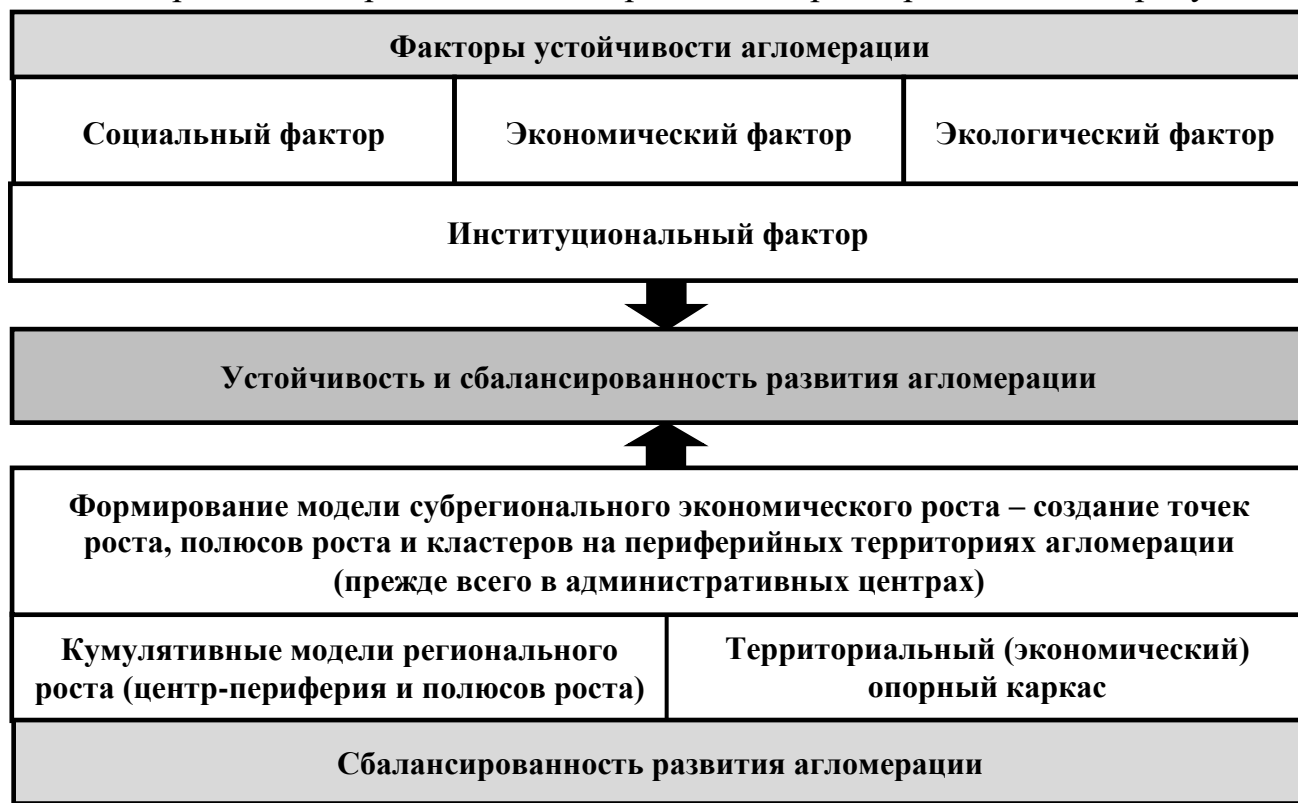 Факторы устойчивости агломерации
Социальный фактор
Экономический фактор
Экологический фактор
Институциональный фактор
Устойчивость и сбалансированность развития агломерации
Формирование модели субрегионального экономического роста – создание точек
роста, полюсов роста и кластеров на периферийных территориях агломерации
(прежде всего в административных центрах)
Кумулятивные модели регионального
роста (центр-периферия и полюсов роста)
Территориальный (экономический)
опорный каркас
Сбалансированность развития агломерации